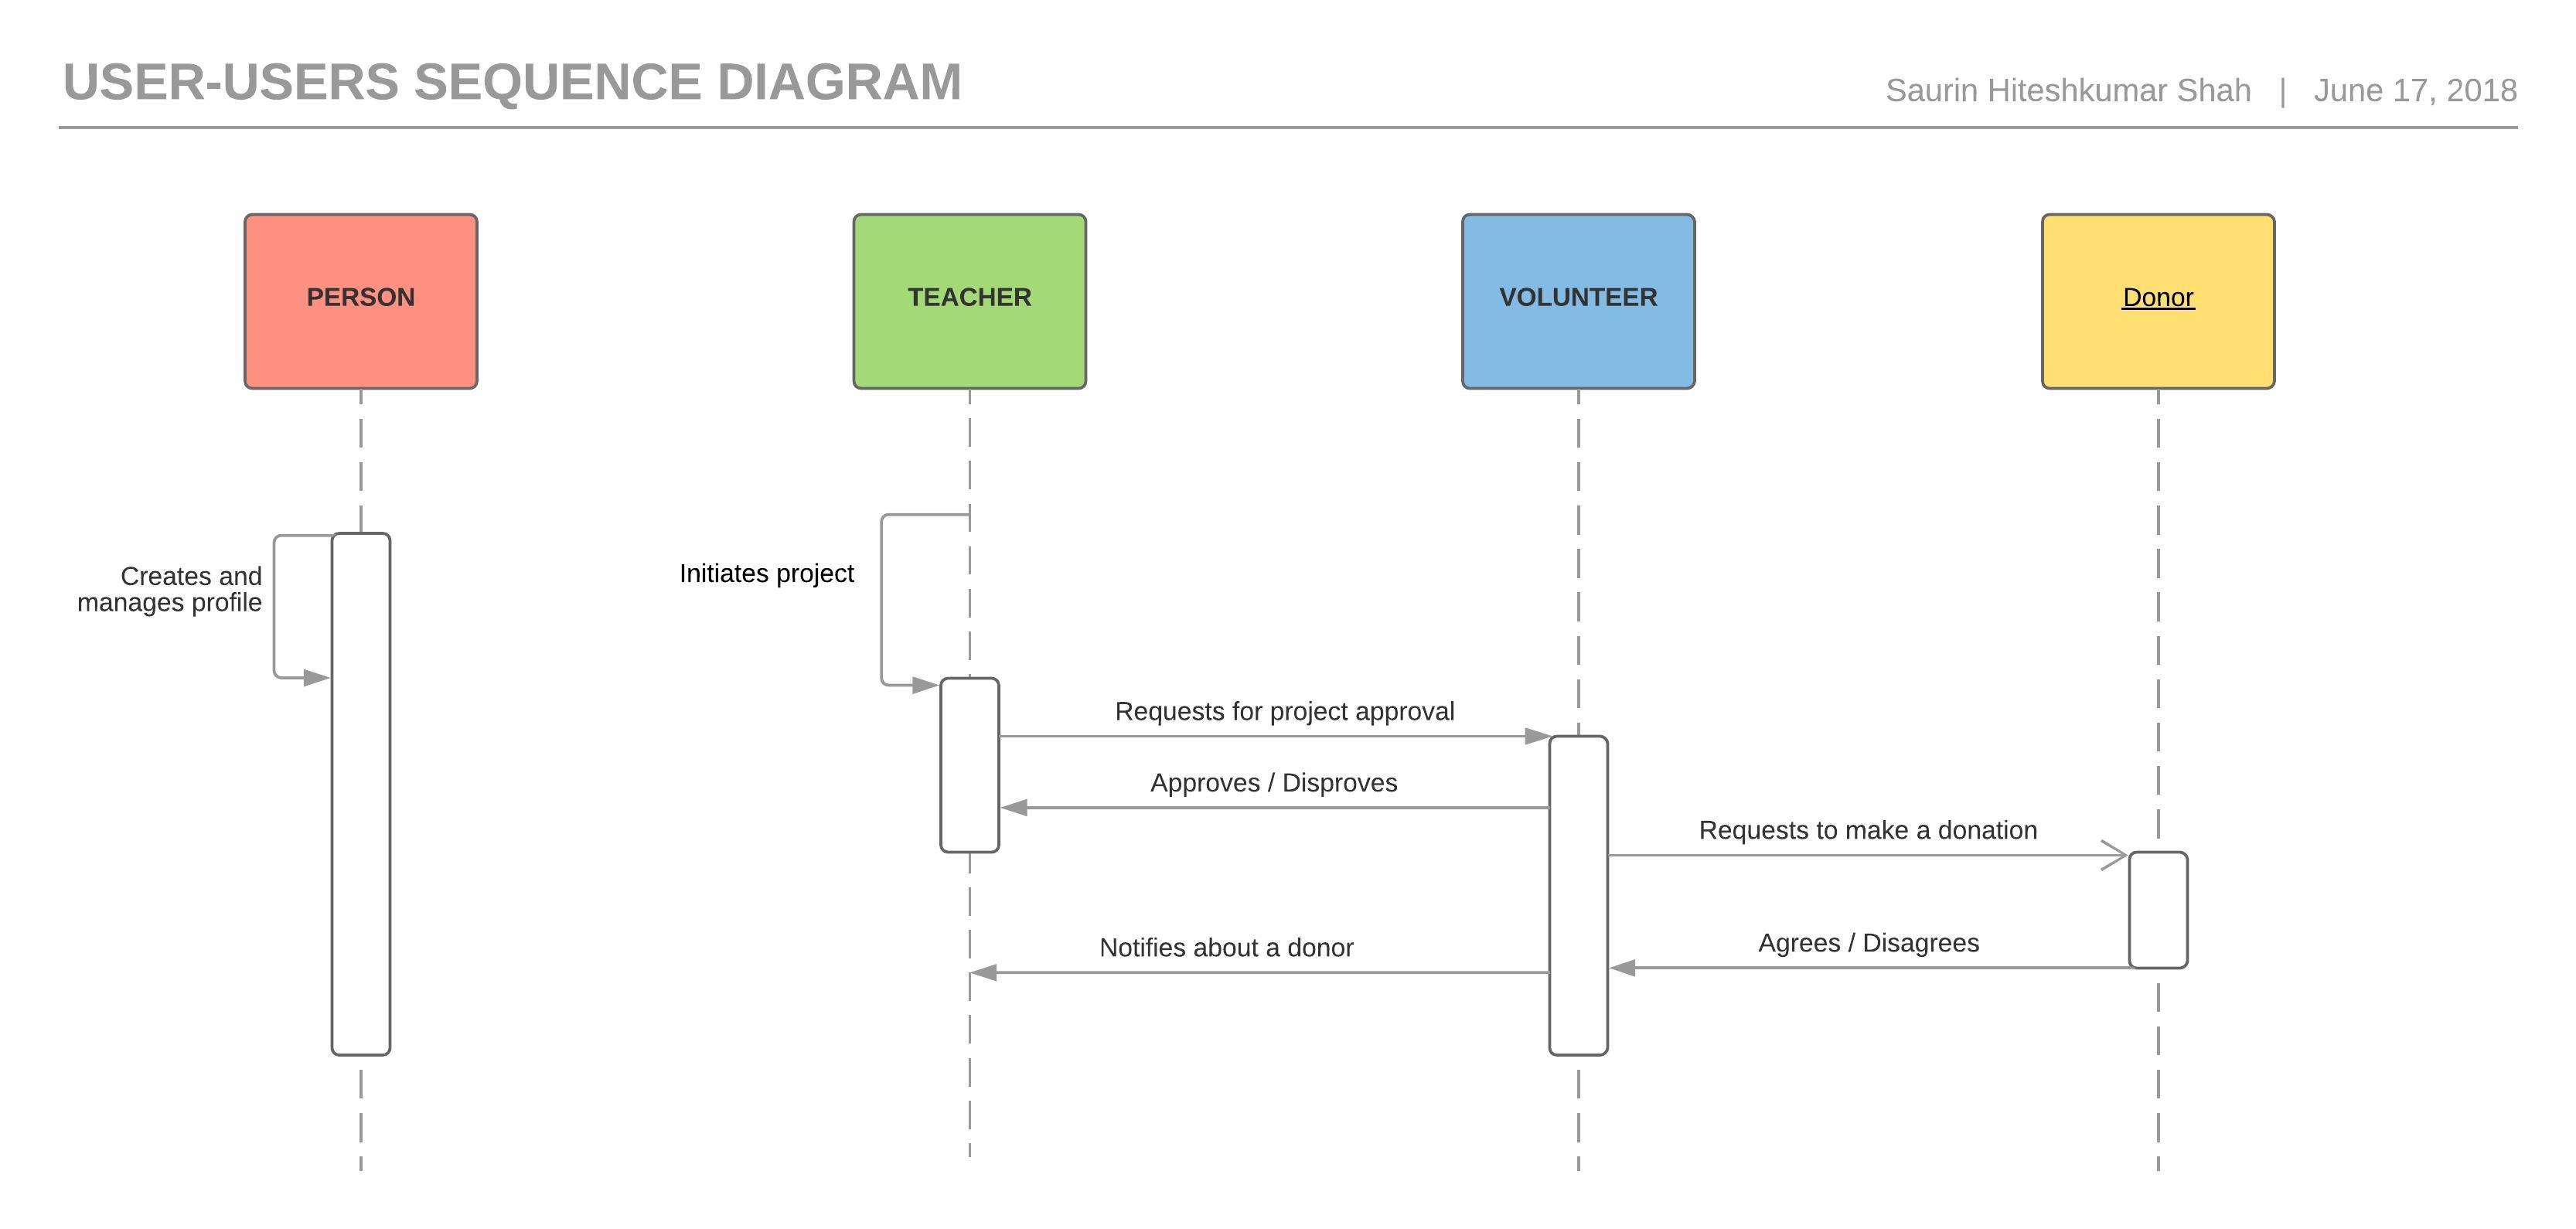 USER-USERS SEQUENCE DIAGRAM
Saurin Hiteshkumar Shah | June 17, 2018
PERSON
TEACHER
VOLUNTEER
Donor
Creates and
manages profile
Initiates project
Requests for project approval
Approves / Disproves
Requests to make a donation
Agrees / Disagrees
Notifies about a donor